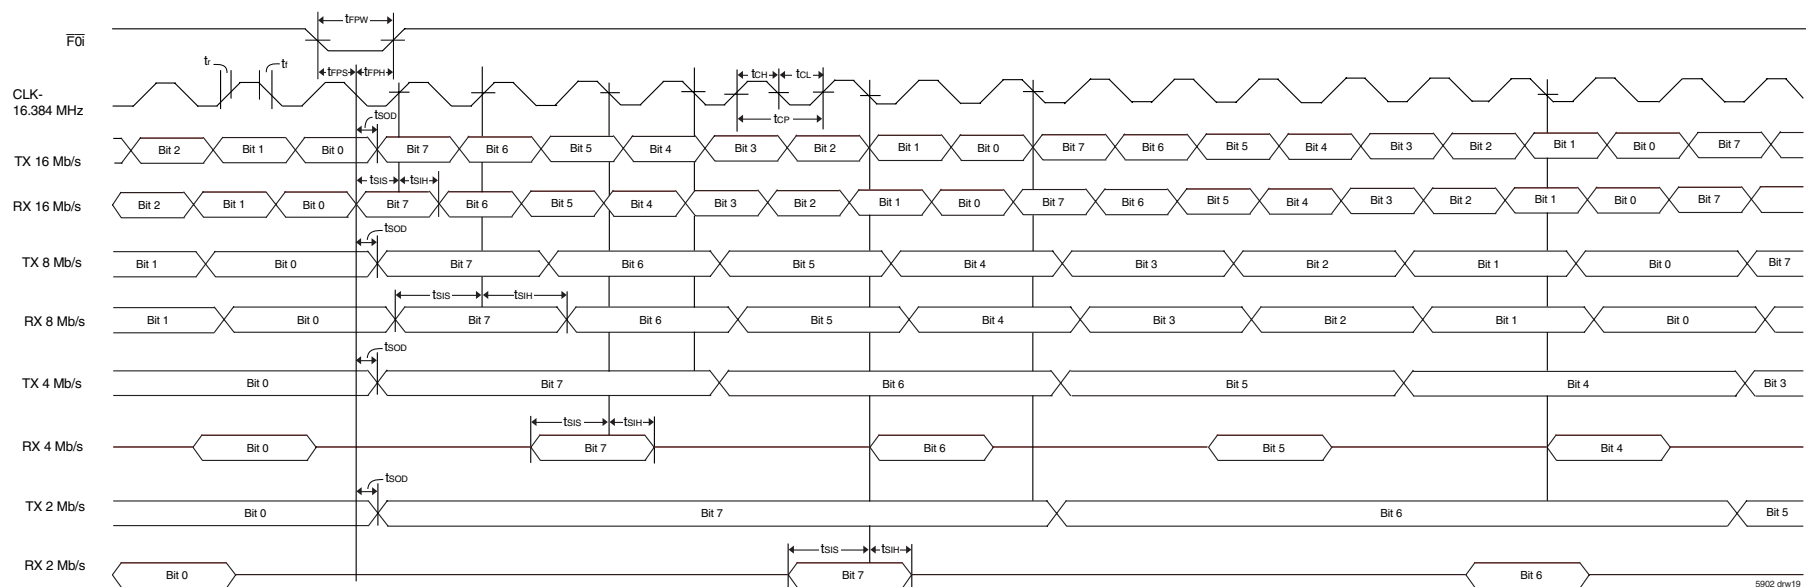 tFPW
F0i
tr
tf
tFPS
tFPH
tCH
tCL
CLK-
16.384 MHz
tSOD
tCP
TX 16 Mb/s
Bit 2 Bit 1 Bit 0 Bit 7 Bit 6 Bit 5 Bit 4 Bit 3 Bit 2 Bit 1 Bit 0 Bit 7 Bit 6 Bit 5 Bit 4 Bit 3 Bit 2 Bit 1 Bit 0 Bit 7
tSIS tSIH
RX 16 Mb/s
Bit 2 Bit 1 Bit 0 Bit 7 Bit 6 Bit 5 Bit 4 Bit 3 Bit 2 Bit 1 Bit 0 Bit 7 Bit 6 Bit 5 Bit 4 Bit 3 Bit 2 Bit 1 Bit 0 Bit 7
tSOD
TX 8 Mb/s
Bit 1 Bit 0 Bit 7 Bit 6 Bit 5 Bit 4 Bit 3 Bit 2 Bit 1 Bit 0 Bit 7
tSIS tSIH
RX 8 Mb/s
Bit 1 Bit 0 Bit 7 Bit 6 Bit 5 Bit 4 Bit 3 Bit 2 Bit 1 Bit 0
tSOD
TX 4 Mb/s
Bit 0 Bit 7 Bit 6 Bit 5 Bit 4 Bit 3
tSIS tSIH
RX 4 Mb/s
Bit 0 Bit 7 Bit 6 Bit 5 Bit 4
tSOD
TX 2 Mb/s
Bit 0 Bit 7 Bit 6 Bit 5
tSIS tSIH
RX 2 Mb/s
Bit 0 Bit 7 Bit 6
5902 drw19